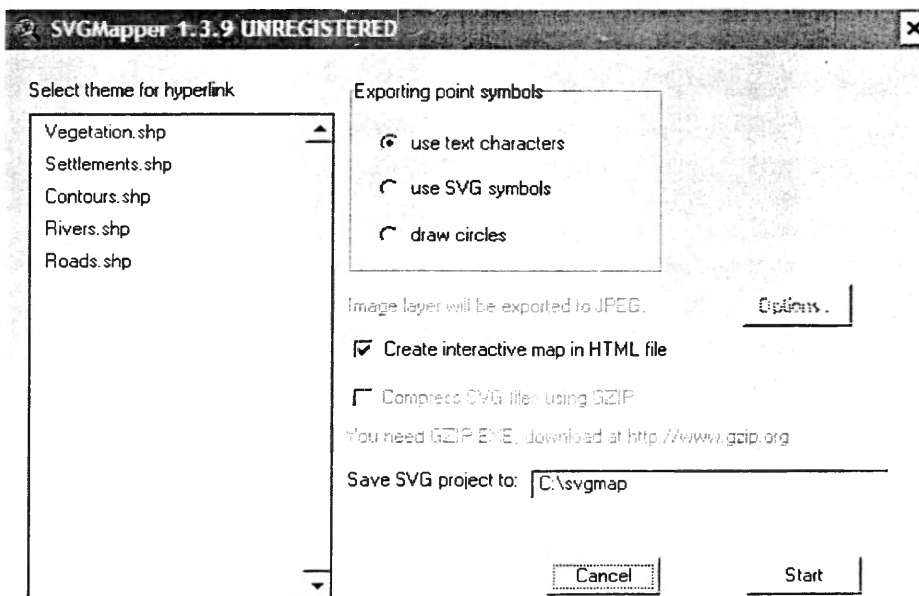 SVGMapper 1.3.9 UNREGISTERED
Select theme for hyperlink
Vegetation.shp
Settlements.shp
Contours.shp
Rivers.shp
Roads.shp
Exporting point symbols
use text characters
use SVG symbols
draw circles
Image layer will be exported to JPEG.
Options .
Create interactive map in HTML file
Compress SVG files using GZIP
You need GZIP.EXE, download at http://www.gzip.org
Save SVG project to:
C:\svgmap
Cancel
Start